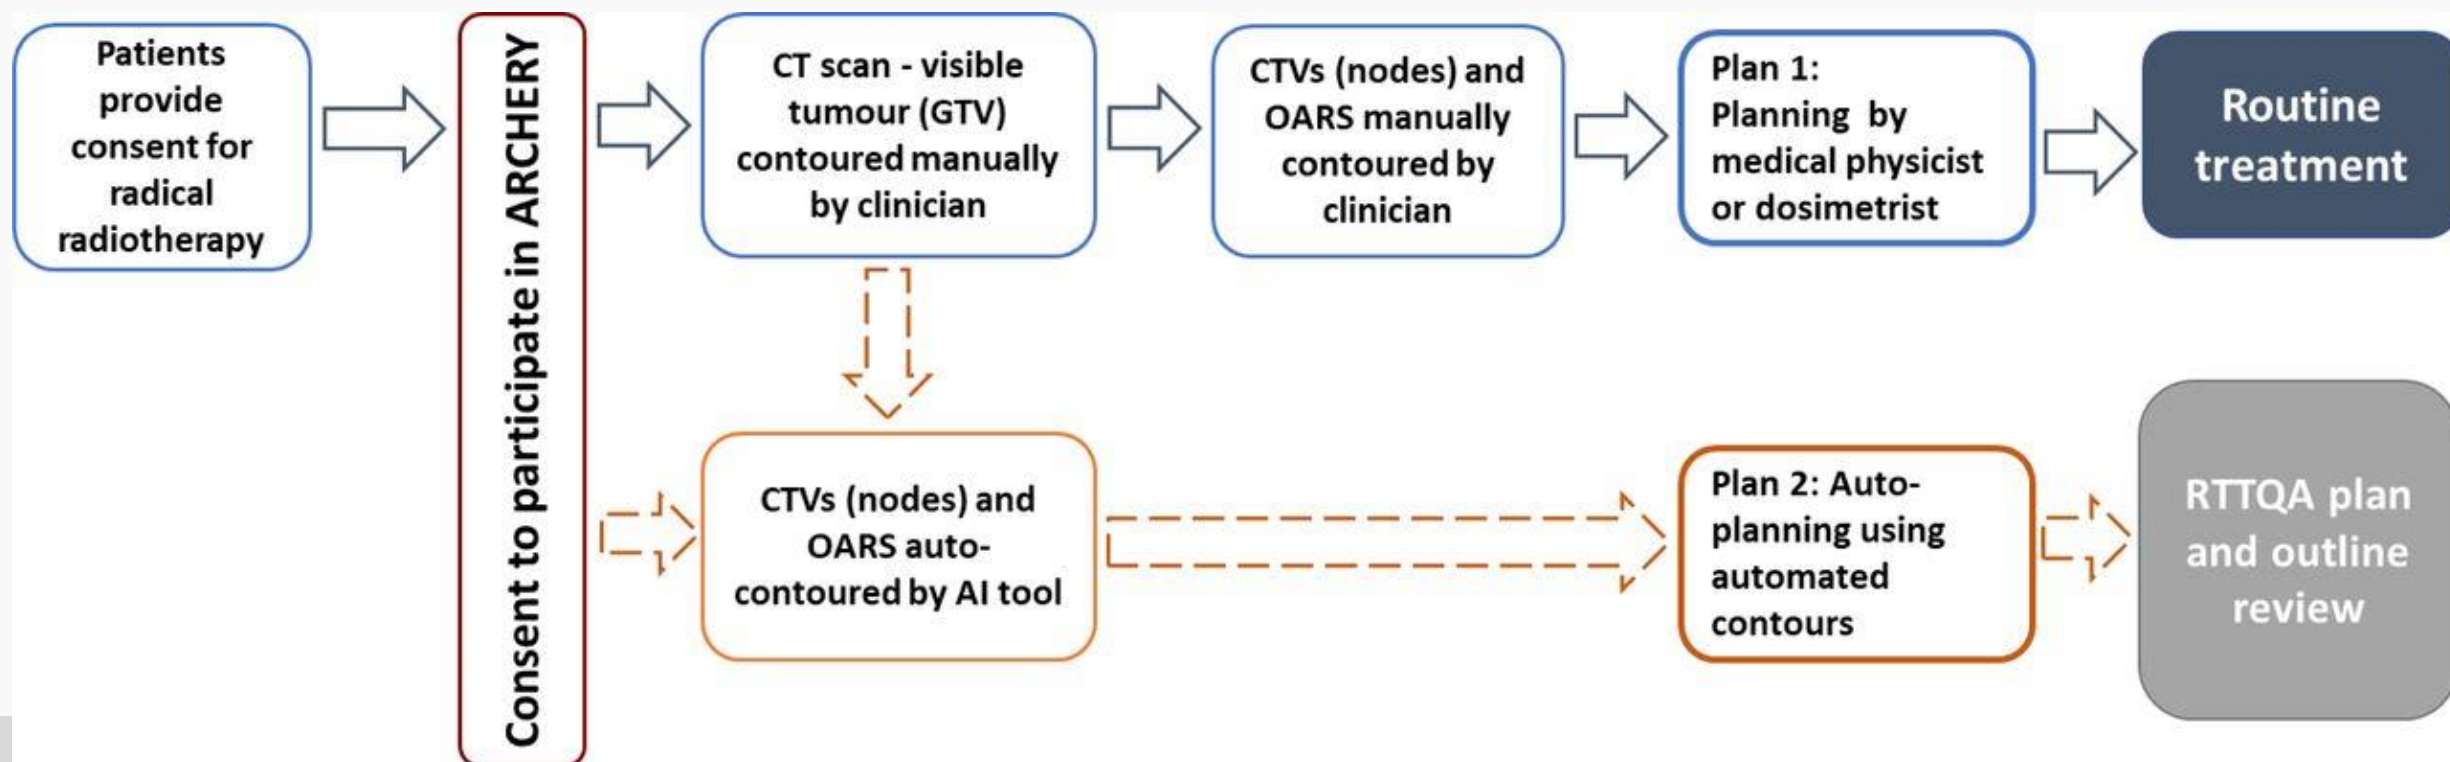 Patients
provide
consent for
radical
radiotherapy
Consent to participate in ARCHERY
CT scan - visible
tumour (GTV)
contoured manually
by clinician
CTVs (nodes) and
OARS manually
contoured by
clinician
Plan 1:
Planning by
medical physicist
or dosimetrist
Routine
treatment
CTVs (nodes) and
OARS auto-
contoured by AI tool
Plan 2: Auto-
planning using
automated
contours
RTTQA plan
and outline
review